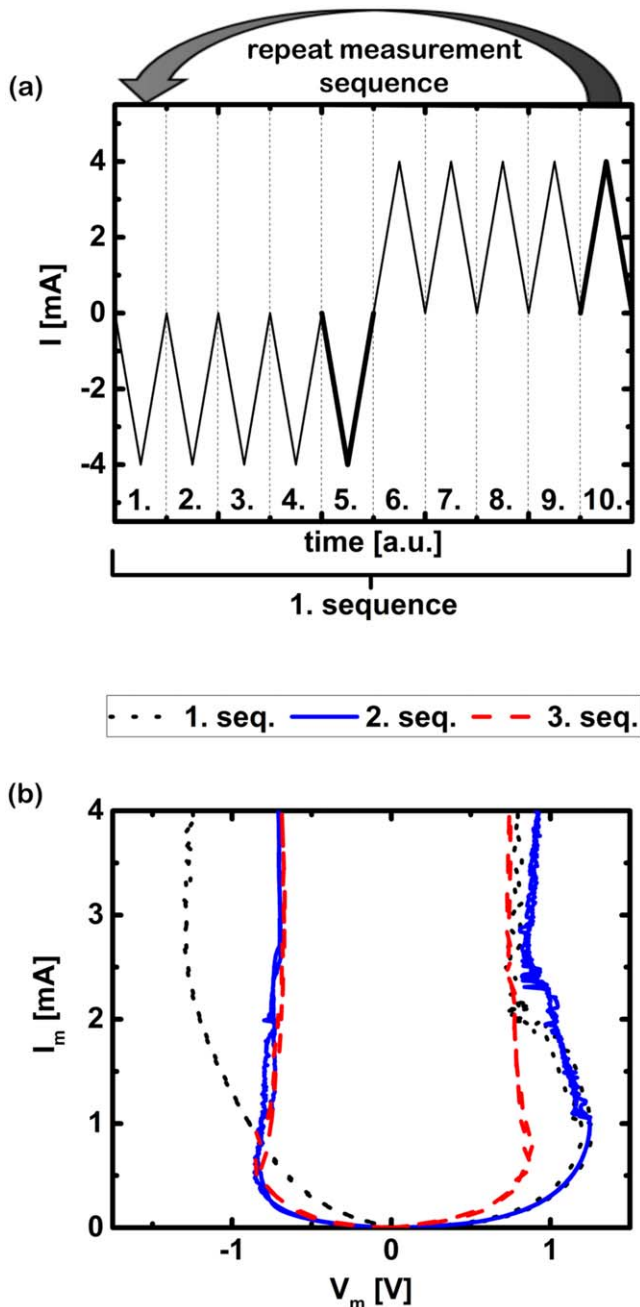 repeat measurement
sequence
(a)
4
2
0
-2
-4
I [mA]
1. 2. 3. 4. 5. 6. 7. 8. 9. 10.
time [a.u.]
1. sequence
1. seq. 2. seq. 3. seq.
(b)
4
3
2
1
0
I_m [mA]
-1 0 1
V_m [V]